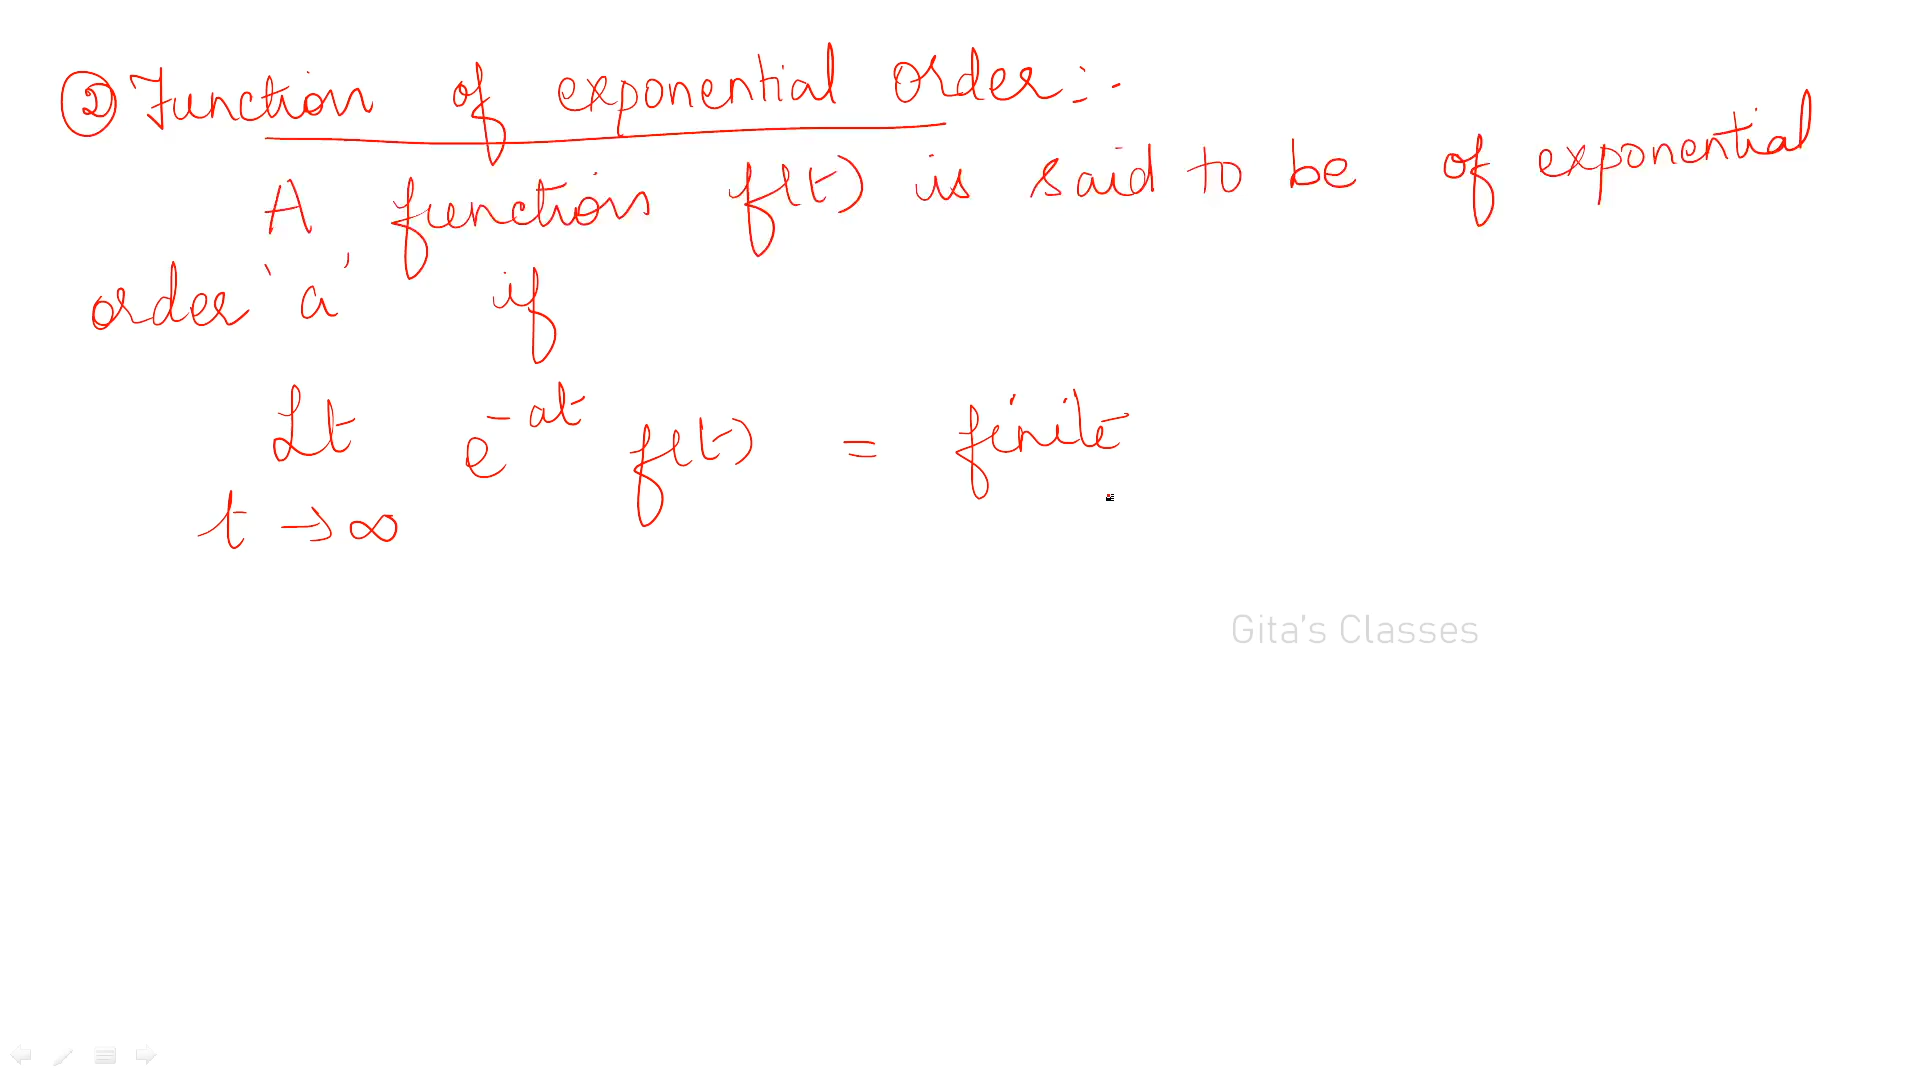 ② Function of exponential order:-
A function f(t) is said to be of exponential
order 'a' if
Lt e^{-at} f(t) = finite
t → ∞
Gita's Classes